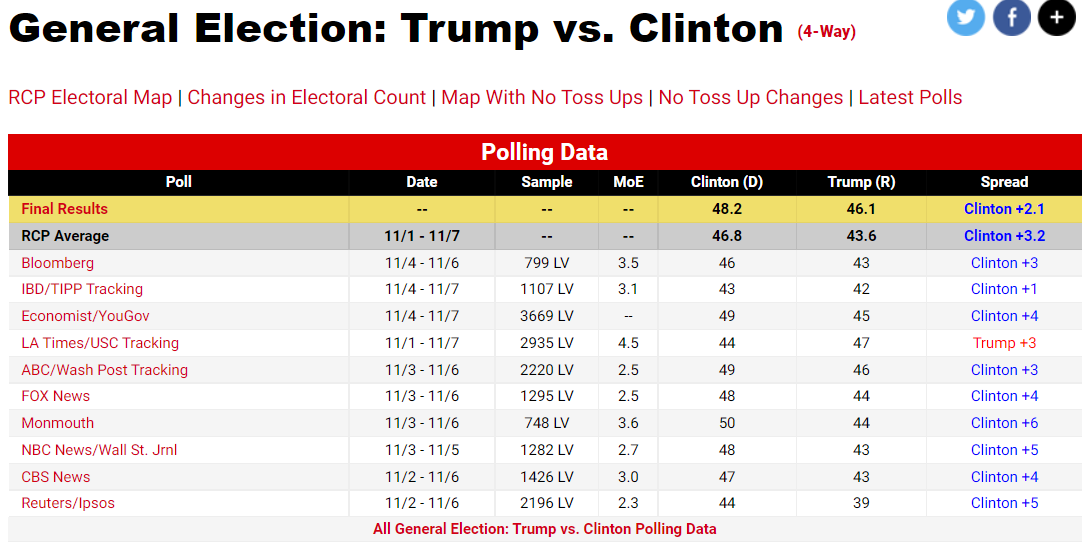 General Election: Trump vs. Clinton (4-Way)
RCP Electoral Map | Changes in Electoral Count | Map With No Toss Ups | No Toss Up Changes | Latest Polls
Polling Data
Poll Date Sample MoE Clinton (D) Trump (R) Spread
Final Results -- -- -- 48.2 46.1 Clinton +2.1
RCP Average 11/1 - 11/7 -- -- 46.8 43.6 Clinton +3.2
Bloomberg 11/4 - 11/6 799 LV 3.5 46 43 Clinton +3
IBD/TIPP Tracking 11/4 - 11/7 1107 LV 3.1 43 42 Clinton +1
Economist/YouGov 11/4 - 11/7 3669 LV -- 49 45 Clinton +4
LA Times/USC Tracking 11/1 - 11/7 2935 LV 4.5 44 47 Trump +3
ABC/Wash Post Tracking 11/3 - 11/6 2220 LV 2.5 49 46 Clinton +3
FOX News 11/3 - 11/6 1295 LV 2.5 48 44 Clinton +4
Monmouth 11/3 - 11/6 748 LV 3.6 50 44 Clinton +6
NBC News/Wall St. Jrnl 11/3 - 11/5 1282 LV 2.7 48 43 Clinton +5
CBS News 11/2 - 11/6 1426 LV 3.0 47 43 Clinton +4
Reuters/Ipsos 11/2 - 11/6 2196 LV 2.3 44 39 Clinton +5
All General Election: Trump vs. Clinton Polling Data